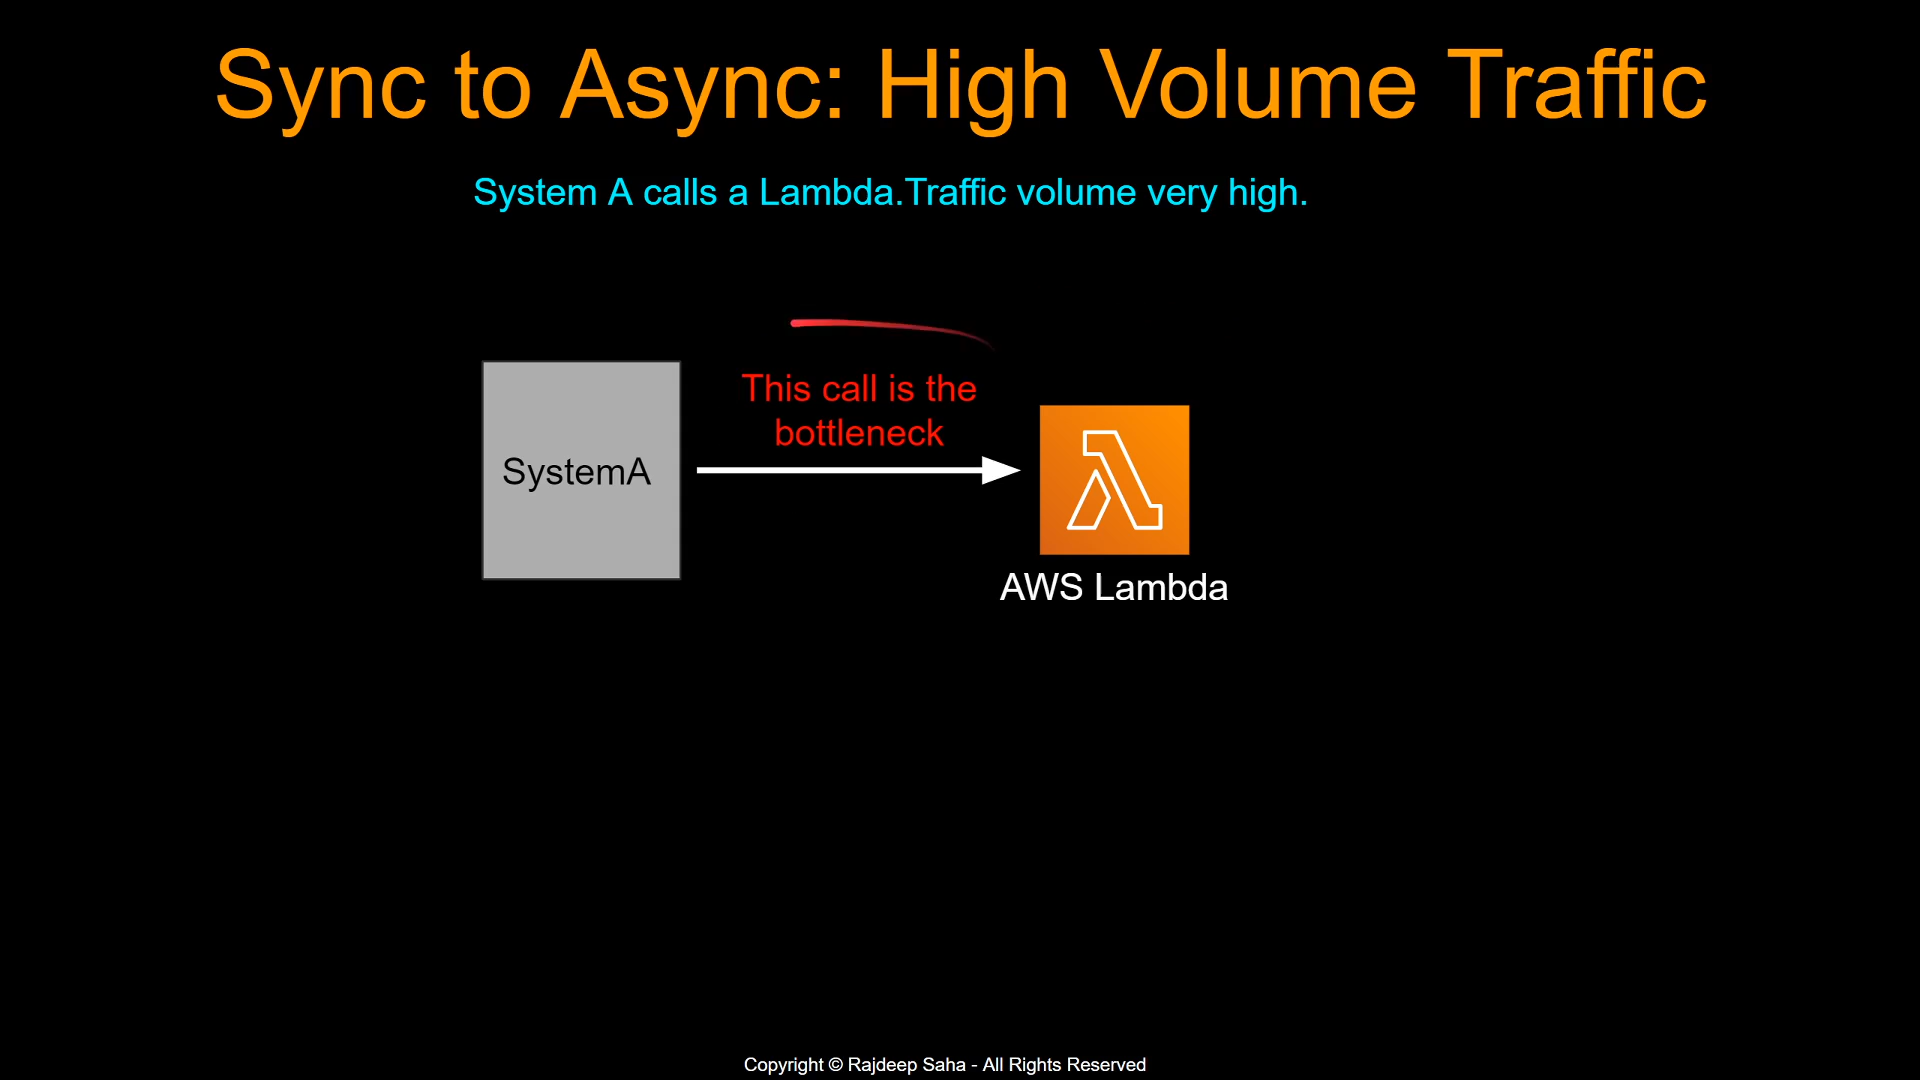 Sync to Async: High Volume Traffic
System A calls a Lambda.Traffic volume very high.
This call is the
bottleneck
SystemA
AWS Lambda
Copyright © Rajdeep Saha - All Rights Reserved